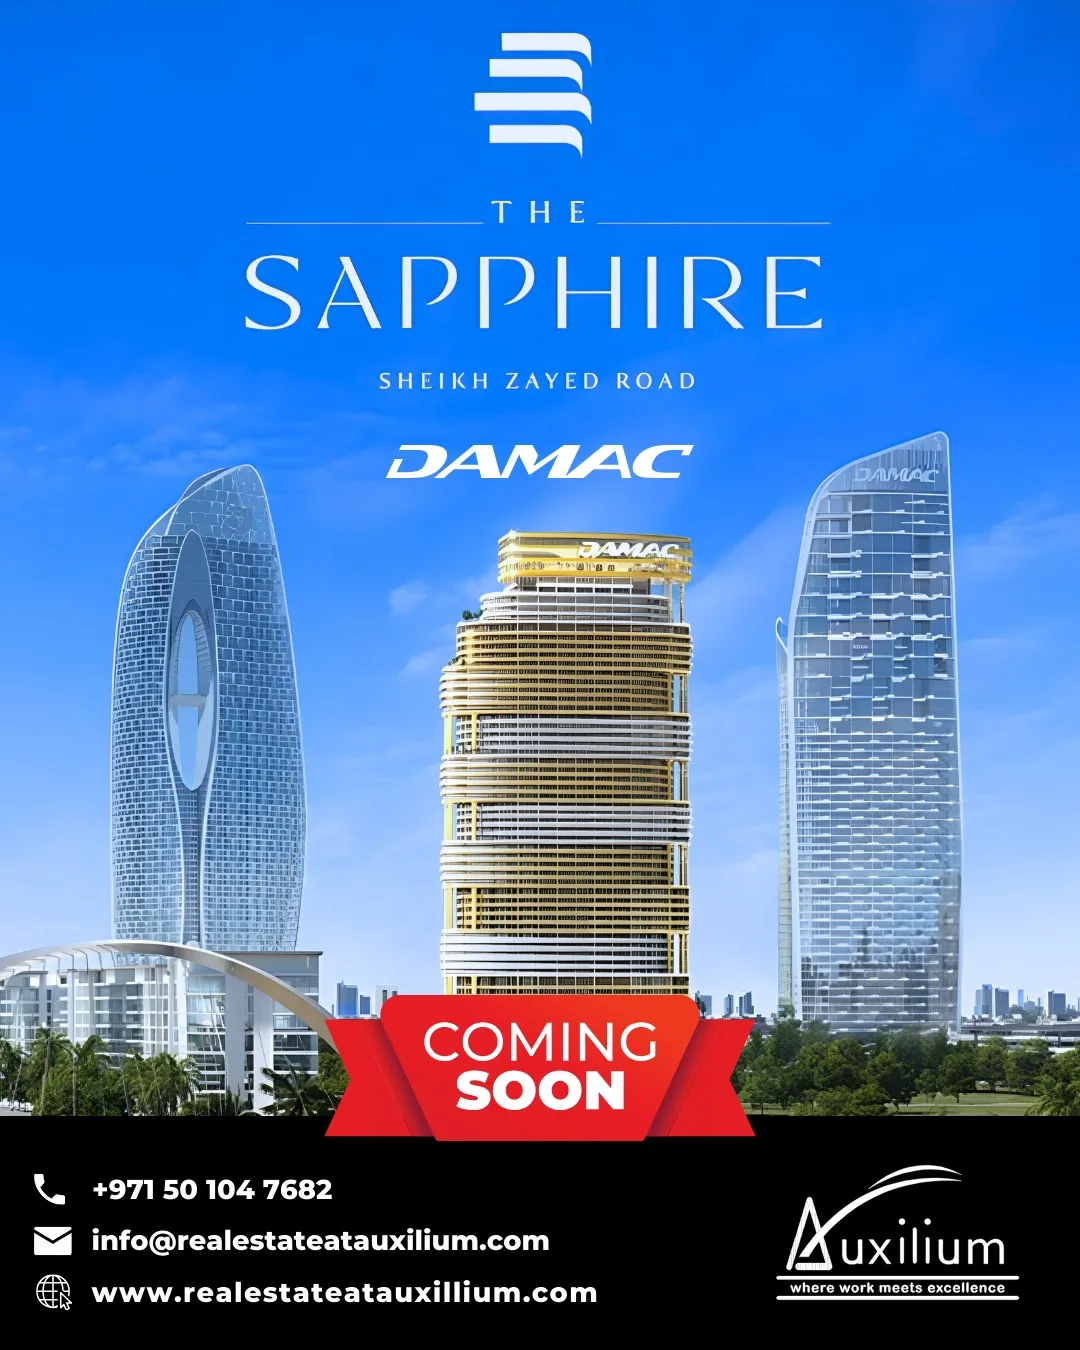 THE
SAPPHIRE
SHEIKH ZAYED ROAD
DAMAC
DAMAC
DAMAC
COMING
SOON
+971 50 104 7682
info@realestateatauxilium.com
www.realestateatauxillium.com
Auxilium
where work meets excellence